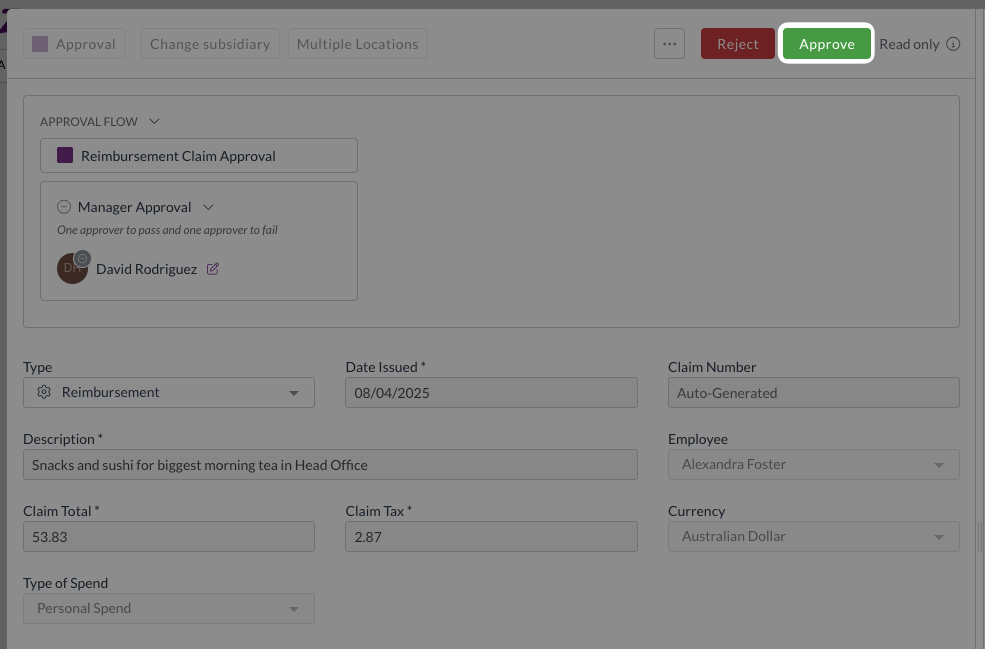 Approval Change subsidiary Multiple Locations ... Reject Approve Read only
A
APPROVAL FLOW
Reimbursement Claim Approval
Manager Approval
One approver to pass and one approver to fail
DR David Rodriguez
Type Date Issued * Claim Number
Reimbursement 08/04/2025 Auto-Generated
Description * Employee
Snacks and sushi for biggest morning tea in Head Office Alexandra Foster
Claim Total * Claim Tax * Currency
53.83 2.87 Australian Dollar
Type of Spend
Personal Spend